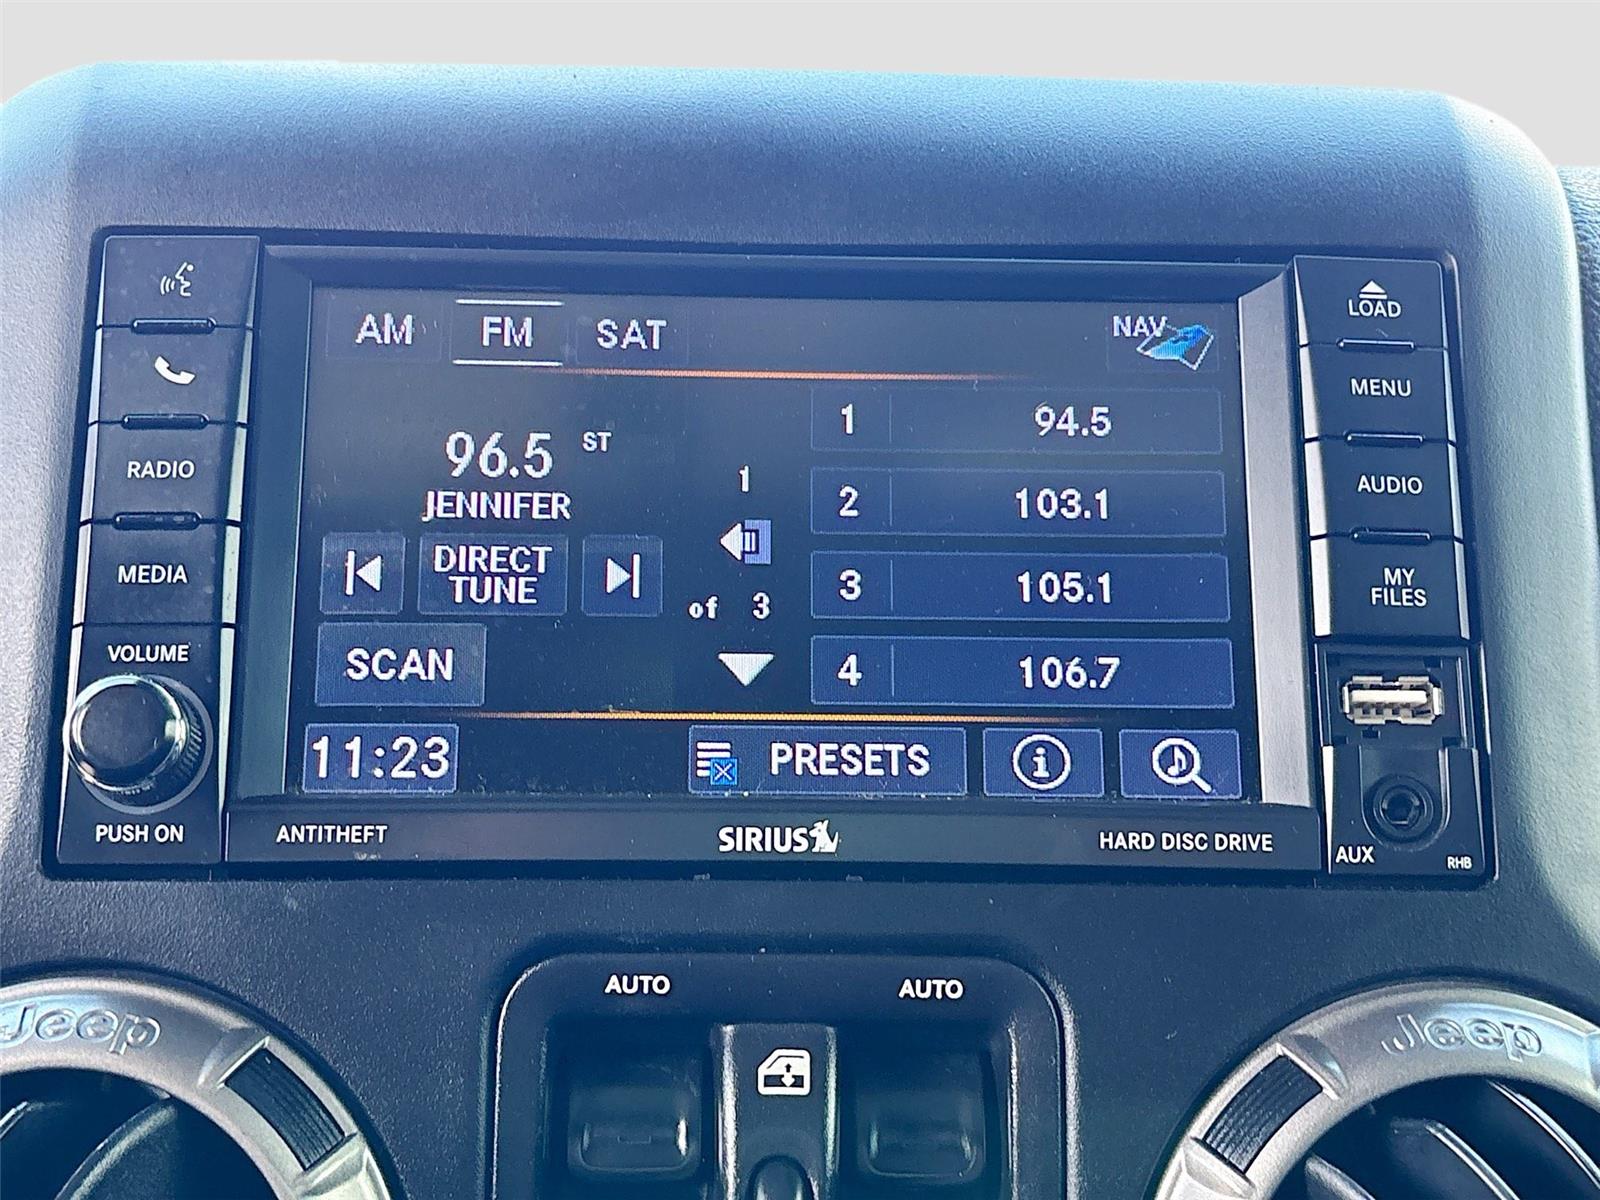 AM FM SAT NAV
LOAD
MENU
RADIO
AUDIO
MEDIA
MY
FILES
VOLUME
PUSH ON
96.5 ST
JENNIFER
DIRECT
TUNE
SCAN
1
of 3
1 94.5
2 103.1
3 105.1
4 106.7
11:23
PRESETS
i
ANTITHEFT
SIRIUS
HARD DISC DRIVE
AUX
RHB
AUTO
AUTO
Jeep
Jeep